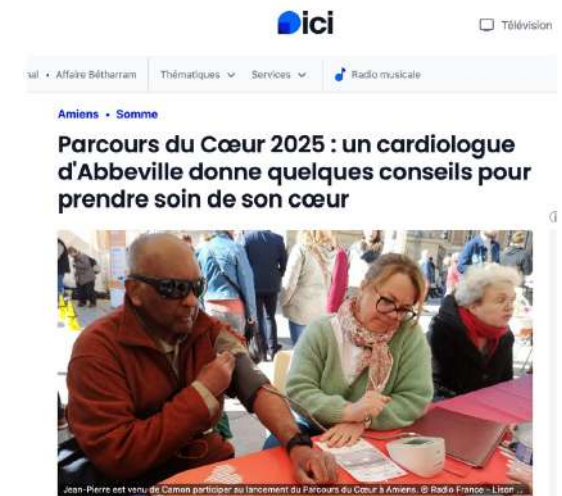 ici
Télévision
nal • Affaire Bétharram
Thématiques
Services
Radio musicale
Amiens • Somme
Parcours du Cœur 2025 : un cardiologue
d'Abbeville donne quelques conseils pour
prendre soin de son cœur
Jean-Pierre est venu de Camon participer au lancement du Parcours du Cœur à Amiens. © Radio France - Lison ...